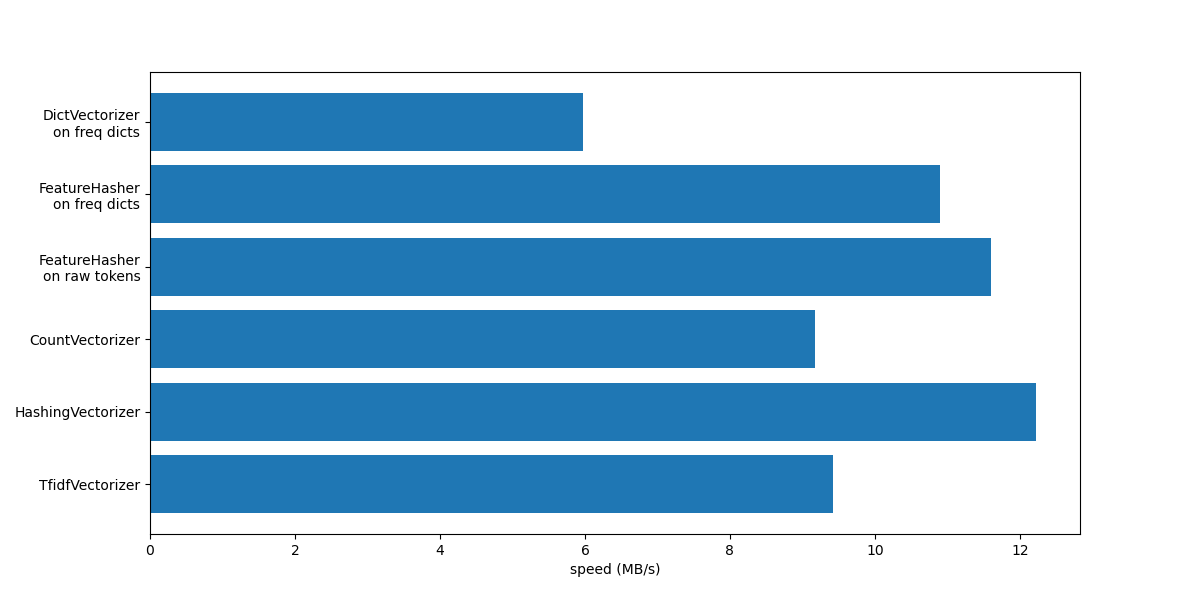 DictVectorizer
on freq dicts
FeatureHasher
on freq dicts
FeatureHasher
on raw tokens
CountVectorizer
HashingVectorizer
TfidfVectorizer
0 2 4 6 8 10 12
speed (MB/s)